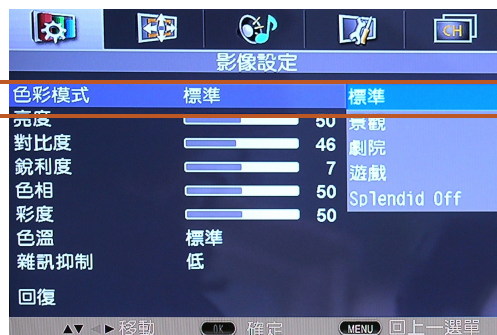 CH
影像設定
色彩模式 標準 標準
亮度 50 景觀
對比度 46 劇院
銳利度 7 遊戲
色相 50 Splendid Off
彩度 50
色溫 標準
雜訊抑制 低
回復
▲▼ ◀▶ 移動 OK 確定 MENU 回上一選單